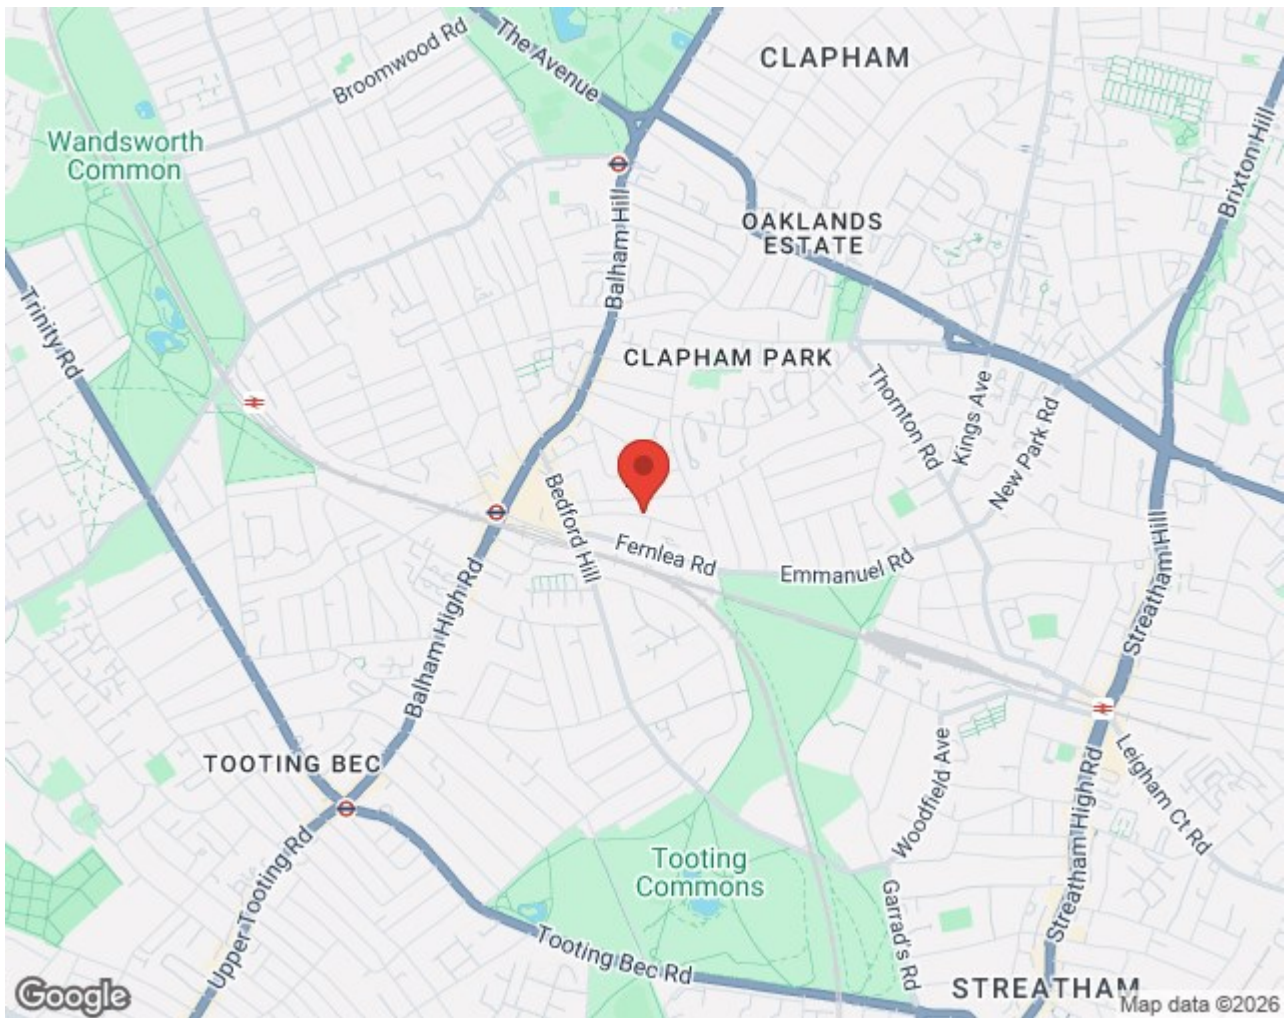 Broomwood Rd
The Avenue
CLAPHAM
Wandsworth
Common
Brixton Hill
Balham Hill
OAKLANDS
ESTATE
Trinity Rd
CLAPHAM PARK
Thornton Rd
Kings Ave
New Park Rd
Bedford Hill
Fernlea Rd
Emmanuel Rd
Streatham Hill
Balham High Rd
TOOTING BEC
Woodfield Ave
Leigham Ct Rd
Streatham High Rd
Upper Tooting Rd
Tooting
Commons
Garrad's Rd
Tooting Bec Rd
STREATHAM
Google
Map data ©2026